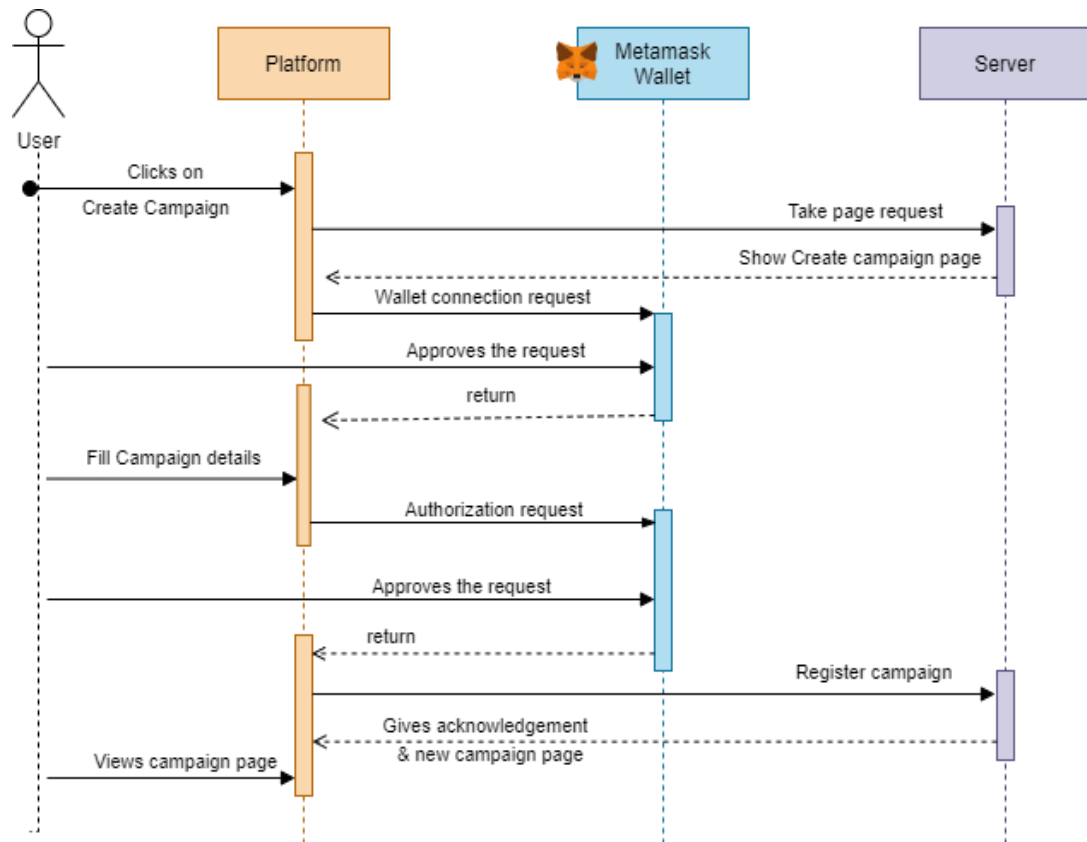 Platform
Metamask
Wallet
Server
User
Clicks on
Create Campaign
Take page request
Show Create campaign page
Wallet connection request
Approves the request
return
Fill Campaign details
Authorization request
Approves the request
return
Register campaign
Gives acknowledgement
& new campaign page
Views campaign page